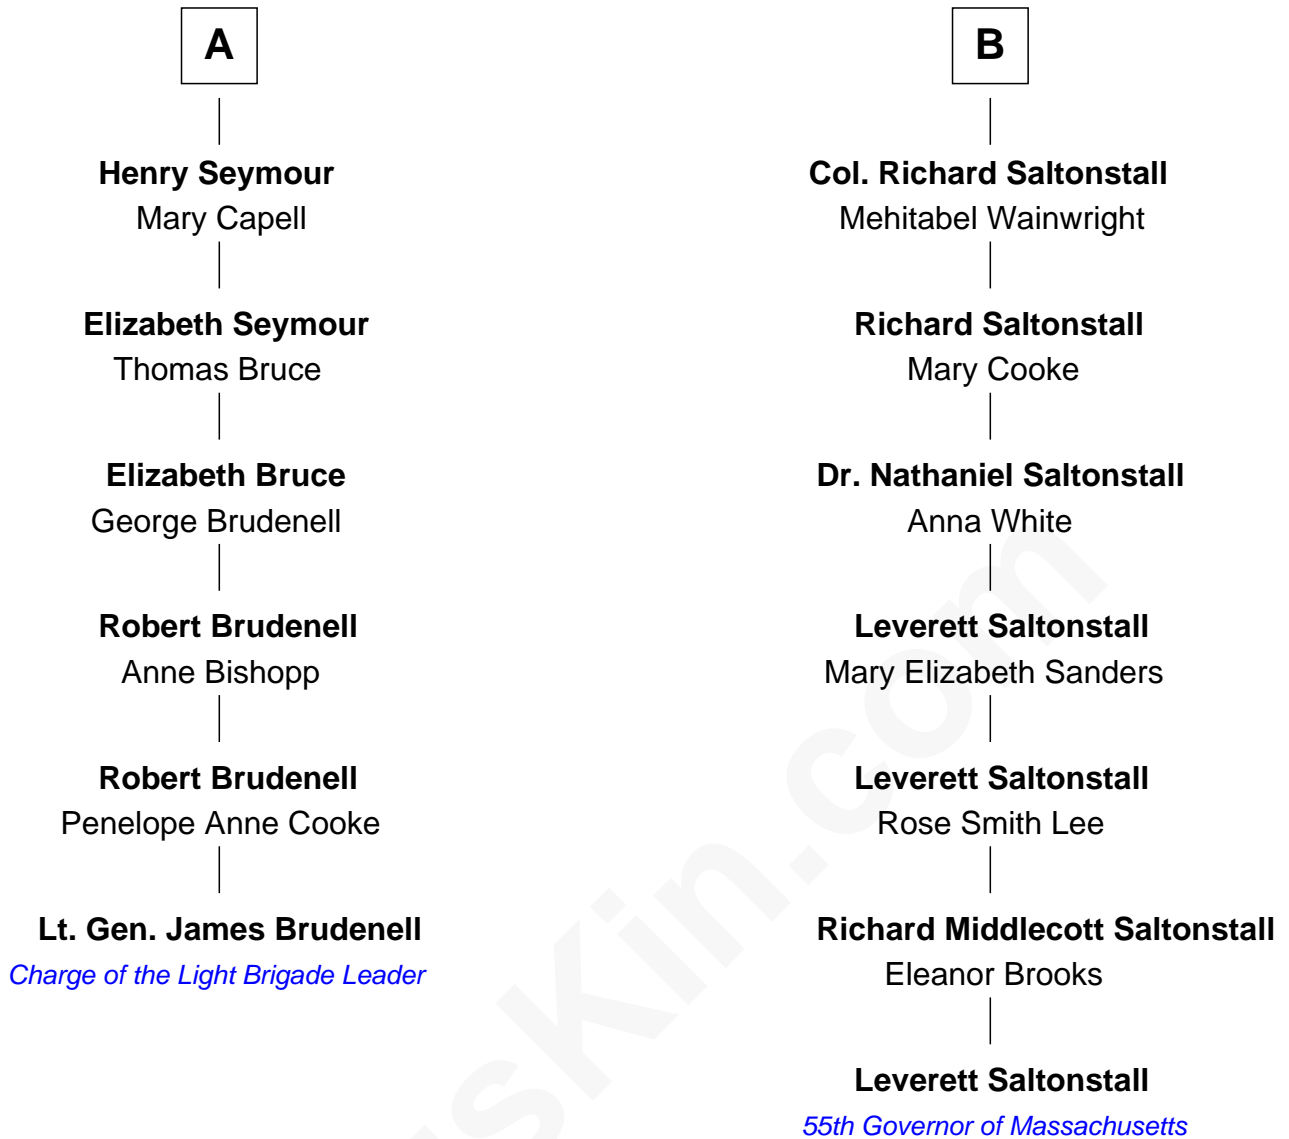 A
Henry Seymour
Mary Capell
Elizabeth Seymour
Thomas Bruce
Elizabeth Bruce
George Brudenell
Robert Brudenell
Anne Bishopp
Robert Brudenell
Penelope Anne Cooke
Lt. Gen. James Brudenell
Charge of the Light Brigade Leader
B
Col. Richard Saltonstall
Mehitabel Wainwright
Richard Saltonstall
Mary Cooke
Dr. Nathaniel Saltonstall
Anna White
Leverett Saltonstall
Mary Elizabeth Sanders
Leverett Saltonstall
Rose Smith Lee
Richard Middlecott Saltonstall
Eleanor Brooks
Leverett Saltonstall
55th Governor of Massachusetts